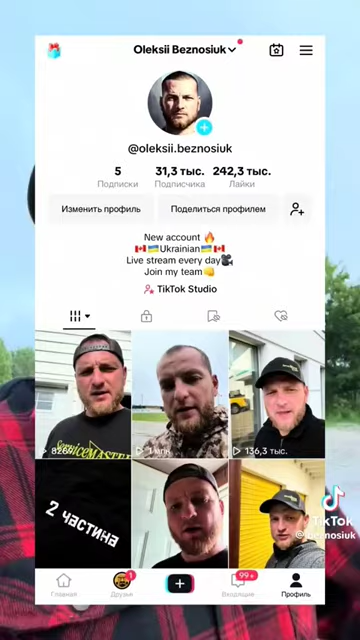 Oleksii Beznosiuk
@oleksii.beznosiuk
5 31,3 тыс. 242,3 тыс.
Подписки Подписчика Лайки
Изменить профиль Поделиться профилем
New account 🔥
🇨🇦🇺🇦Ukrainian🇺🇦🇨🇦
Live stream every day🎥
Join my team👊
TikTok Studio
ServiceMASTER
1 млн 136,3 тыс.
2 частина
TikTok
Главная Друзья 1 Входящие 99+ Профиль